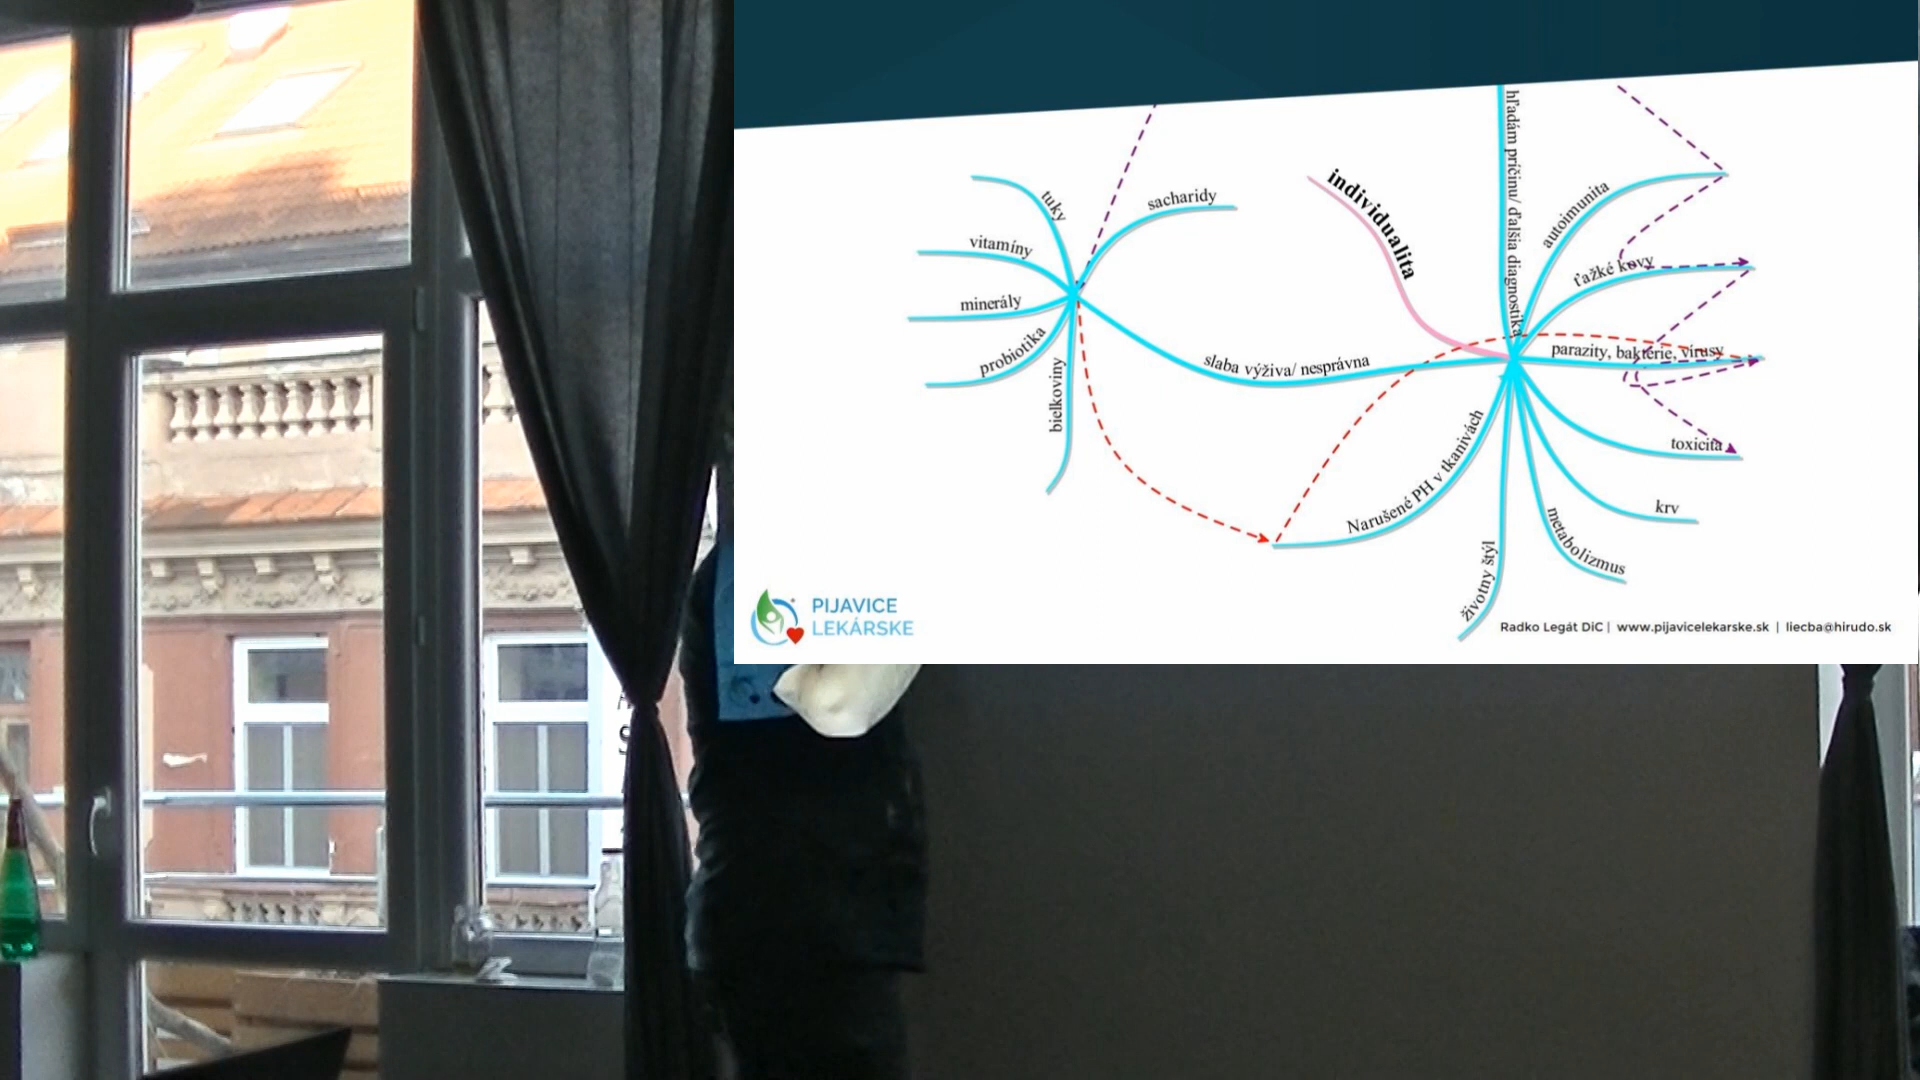 hľadám príčinu/ ďalšia diagnostika
individualita
tuky
sacharidy
autoimunita
vitamíny
ťažké kovy
minerály
probiotika
parazity, baktérie, vírusy
slaba výživa/ nesprávna
bielkoviny
Narušené PH v tkanivách
toxicita
krv
metabolizmus
životny štýl
PIJAVICE
LEKÁRSKE
Radko Legát DiC | www.pijavicelekarske.sk | liecba@hirudo.sk